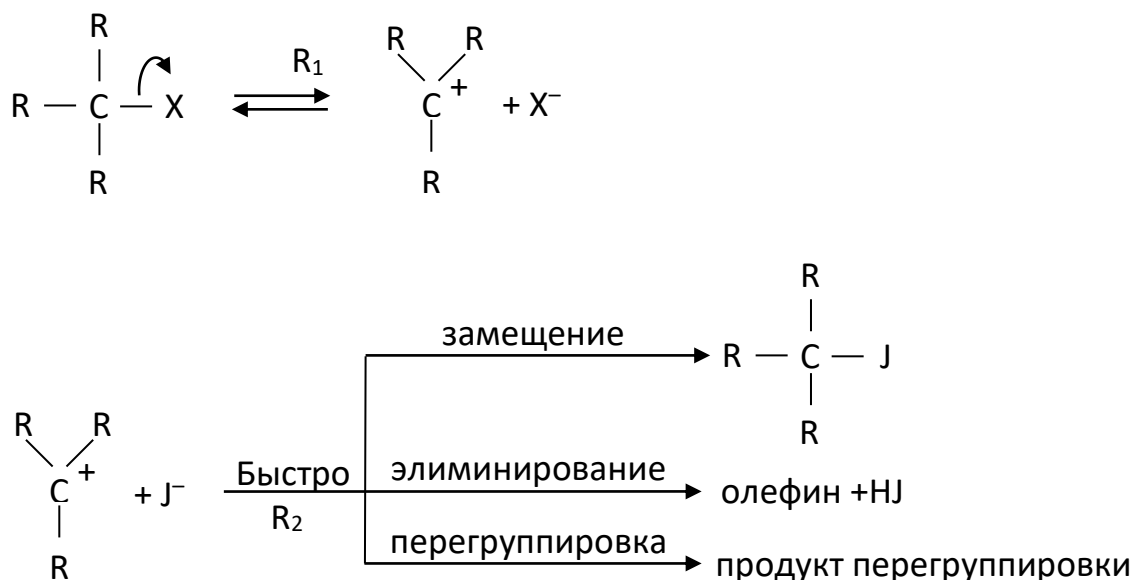 R R R
R₁
R — C — X C⁺ + X⁻
R R
R
замещение R — C — J
R R R
Быстро элиминирование
C⁺ + J⁻ олефин +HJ
R₂
перегруппировка
R продукт перегруппировки